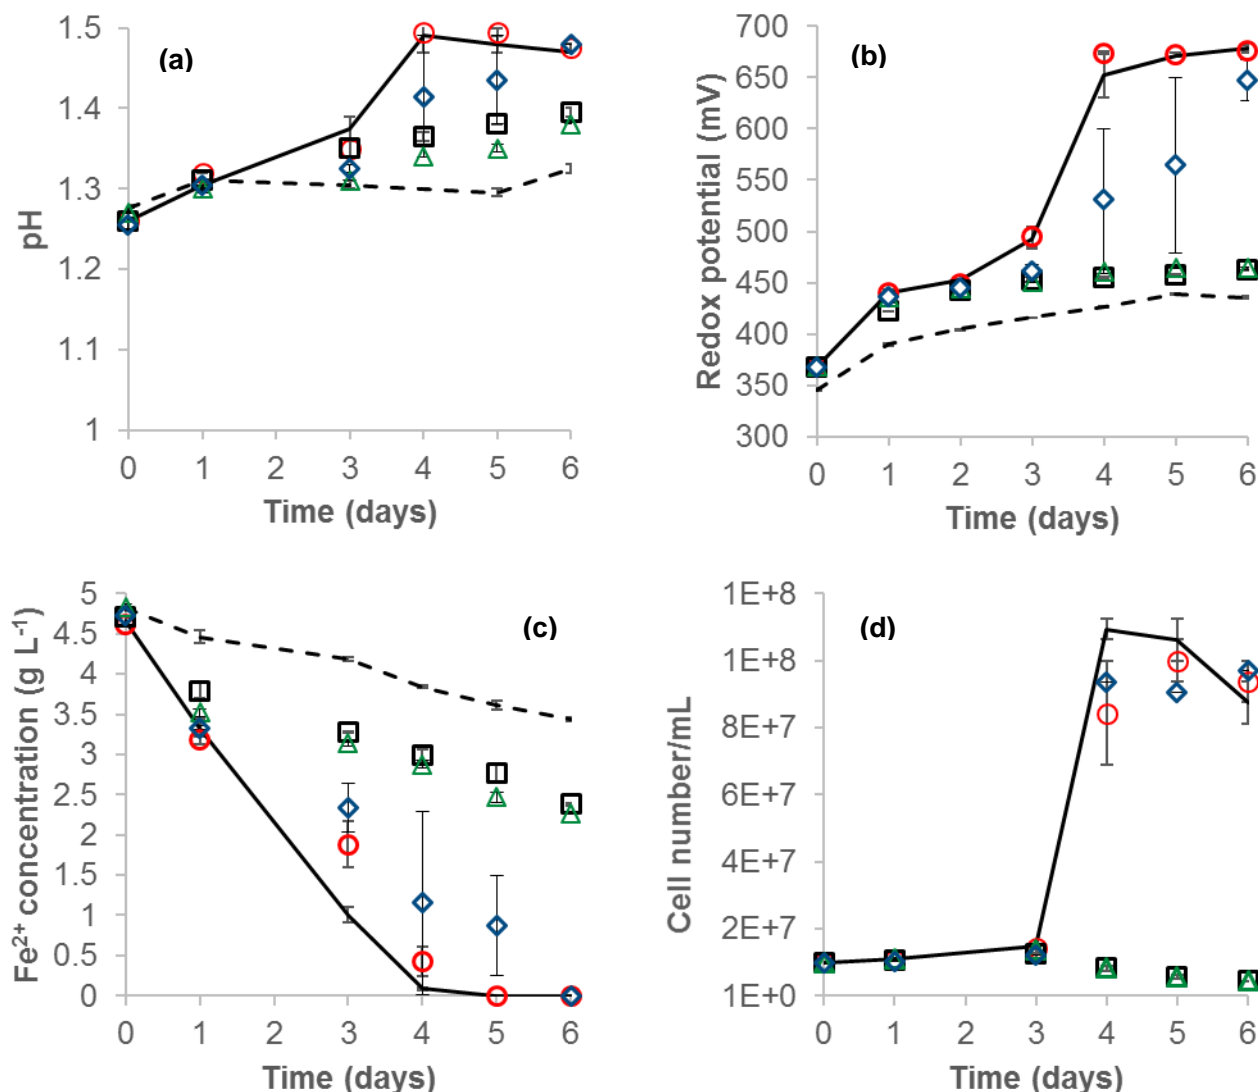 1.5
1.4
1.3
1.2
1.1
1
pH
(a)
0 1 3 4 5 6
Time (days)
700
650
600
550
500
450
400
350
300
Redox potential (mV)
(b)
0 1 2 3 4 5 6
Time (days)
5
4.5
4
3.5
3
2.5
2
1.5
1
0.5
0
Fe²⁺ concentration (g L⁻¹)
(c)
0 1 2 3 4 5 6
Time (days)
1E+8
1E+8
8E+7
6E+7
4E+7
2E+7
1E+0
Cell number/mL
(d)
0 1 2 3 4 5 6
Time (days)